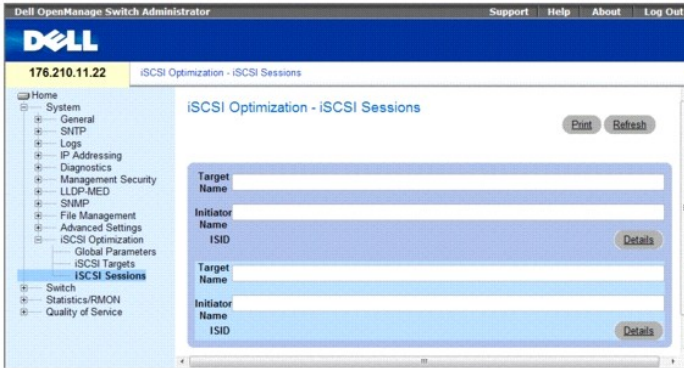 Dell OpenManage Switch Administrator
Support Help About Log Out
DELL
176.210.11.22
iSCSI Optimization - iSCSI Sessions
Home
System
General
SNTP
Logs
IP Addressing
Diagnostics
Management Security
LLDP-MED
SNMP
File Management
Advanced Settings
iSCSI Optimization
Global Parameters
iSCSI Targets
iSCSI Sessions
Switch
Statistics/RMON
Quality of Service
iSCSI Optimization - iSCSI Sessions
Print Refresh
Target
Name
Initiator
Name
ISID
Details
Target
Name
Initiator
Name
ISID
Details